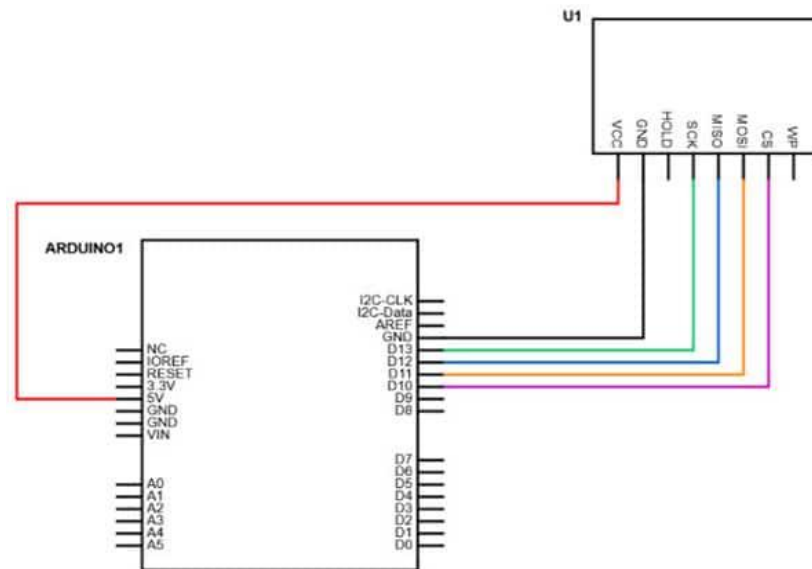 U1
VCC
GND
HOLD
SCK
MISO
MOSI
CS
WP
ARDUINO1
NC
IOREF
RESET
3.3V
5V
GND
GND
VIN
A0
A1
A2
A3
A4
A5
I2C-CLK
I2C-Data
AREF
GND
D13
D12
D11
D10
D9
D8
D7
D6
D5
D4
D3
D2
D1
D0